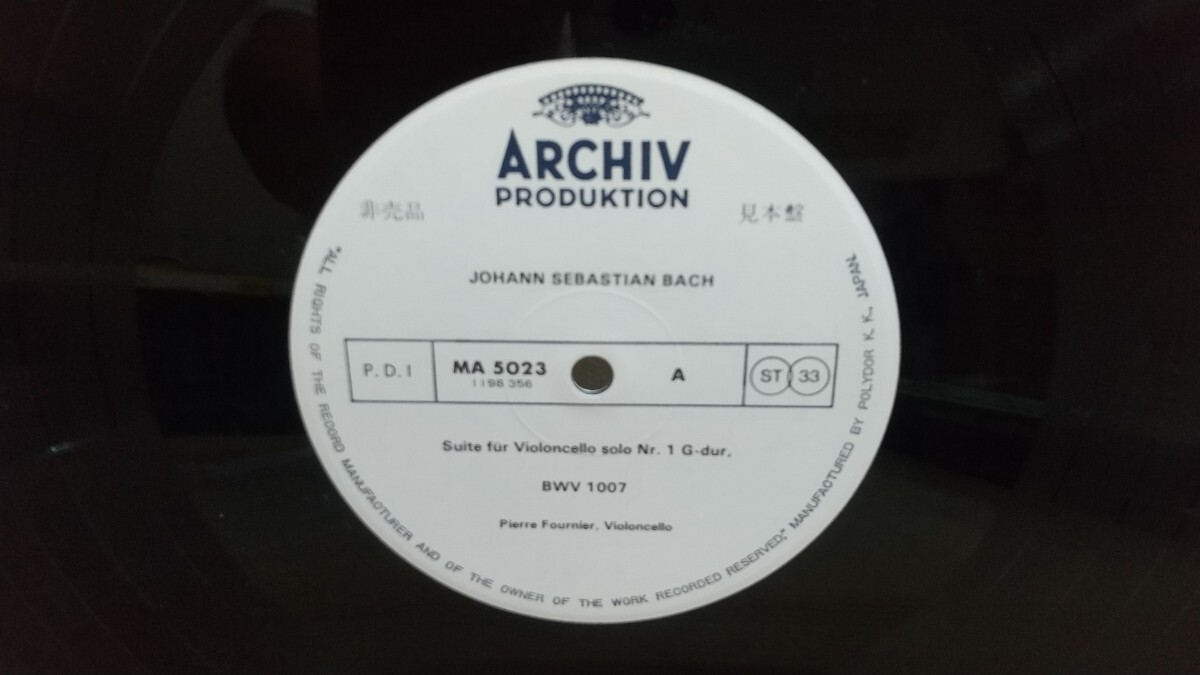 ARCHIV
PRODUKTION
非売品
見本盤
JOHANN SEBASTIAN BACH
P.D.I
MA 5023
1198 356
A
ST 33
Suite für Violoncello solo Nr. 1 G-dur,
BWV 1007
Pierre Fournier, Violoncello
"ALL RIGHTS OF THE RECORD MANUFACTURER AND OF THE OWNER OF THE WORK RECORDED RESERVED," MANUFACTURED BY POLYDOR K. K., JAPAN.